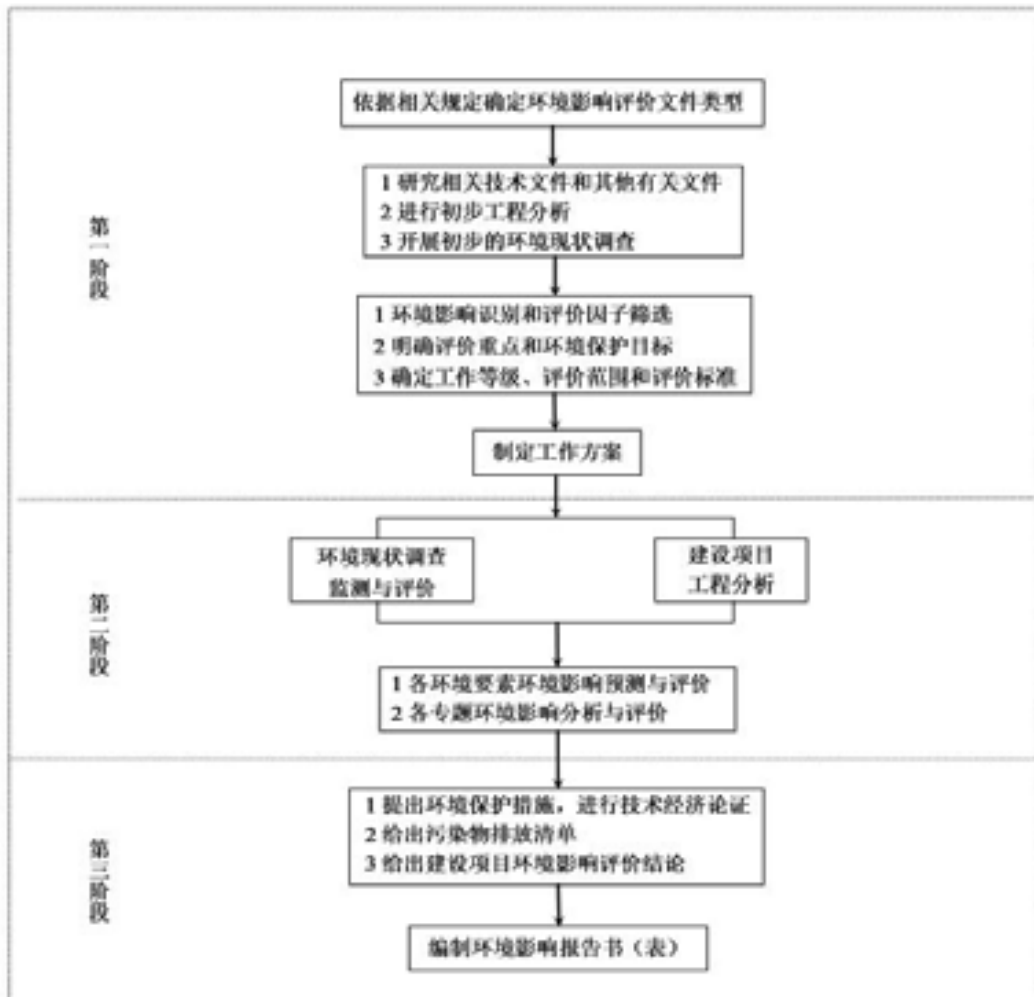 依据相关规定确定环境影响评价文件类型
1 研究相关技术文件和其他有关文件
2 进行初步工程分析
3 开展初步的环境现状调查
第一阶段
1 环境影响识别和评价因子筛选
2 明确评价重点和环境保护目标
3 确定工作等级、评价范围和评价标准
制定工作方案
环境现状调查
监测与评价
建设项目
工程分析
第二阶段
1 各环境要素环境影响预测与评价
2 各专题环境影响分析与评价
1 提出环境保护措施，进行技术经济论证
2 给出污染物排放清单
3 给出建设项目环境影响评价结论
第三阶段
编制环境影响报告书（表）